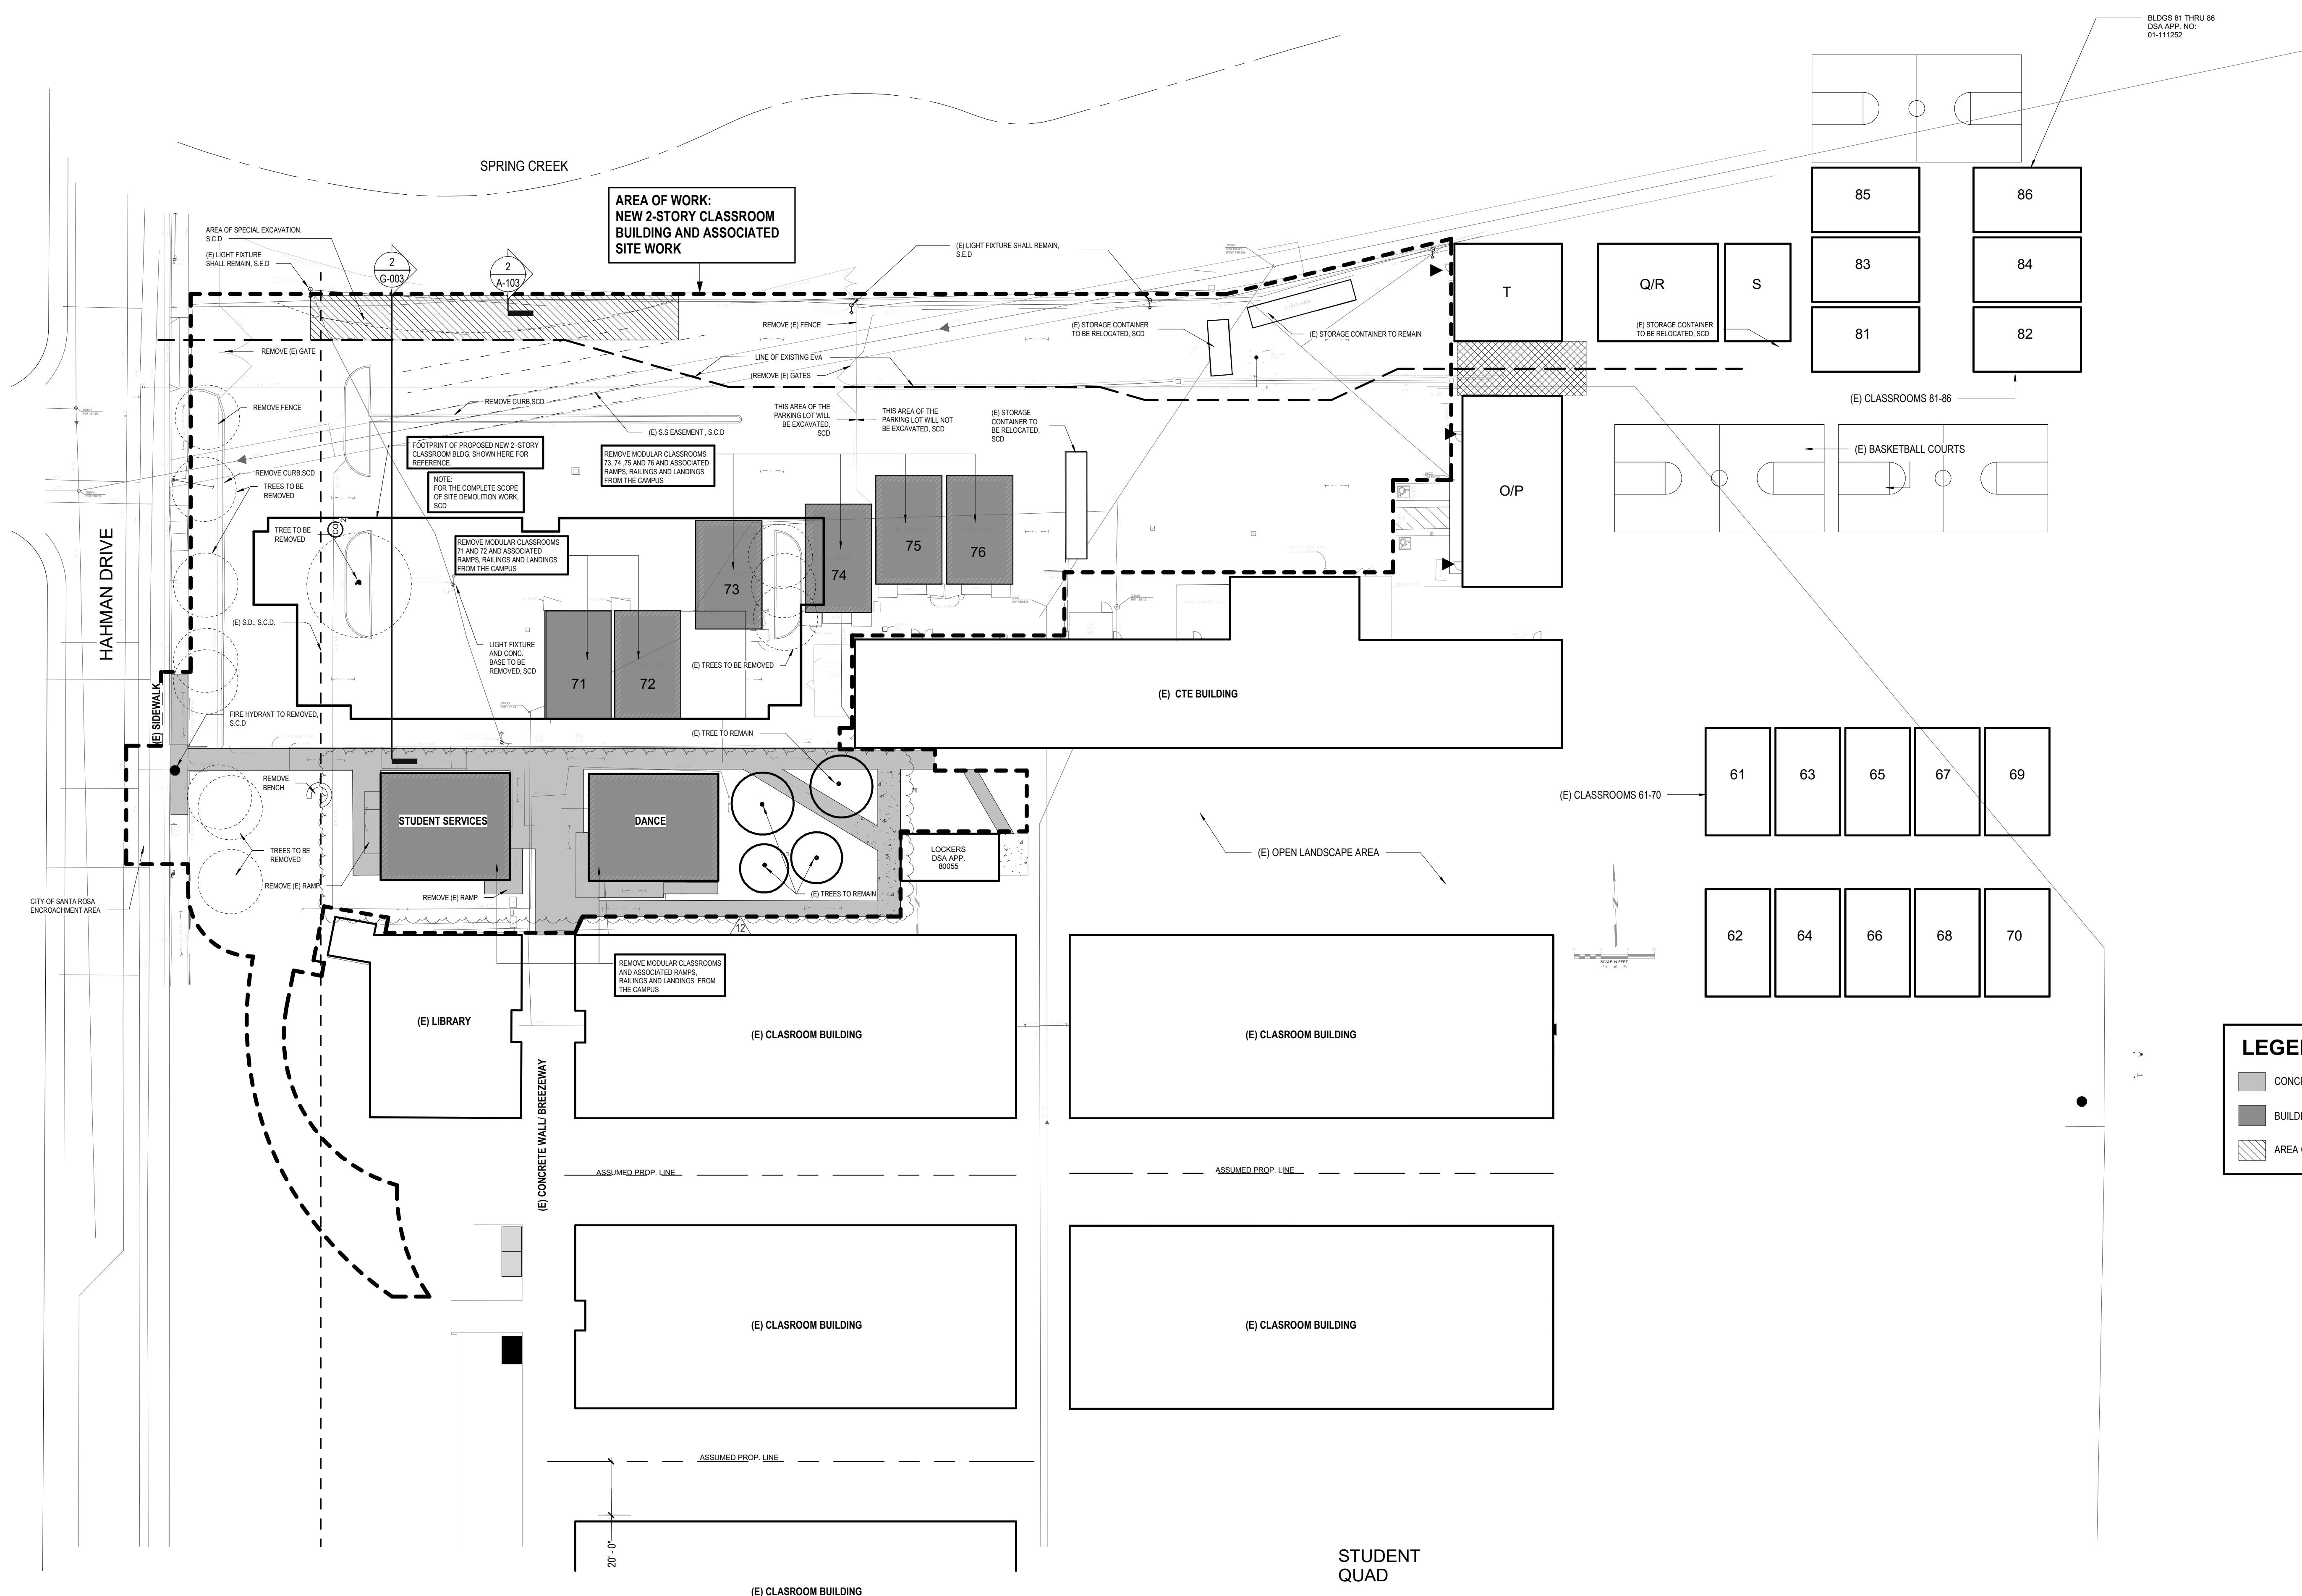 BLDGS 81 THRU 86
DSA APP. NO:
01-111252
SPRING CREEK
AREA OF WORK:
NEW 2-STORY CLASSROOM
BUILDING AND ASSOCIATED
SITE WORK
AREA OF SPECIAL EXCAVATION,
S.C.D
(E) LIGHT FIXTURE
SHALL REMAIN, S.E.D
2
G-003
2
A-103
(E) LIGHT FIXTURE SHALL REMAIN,
S.E.D
85
86
83
84
81
82
T
Q/R
S
(E) STORAGE CONTAINER
TO BE RELOCATED, SCD
REMOVE (E) FENCE
(E) STORAGE CONTAINER
TO BE RELOCATED, SCD
(E) STORAGE CONTAINER TO REMAIN
REMOVE (E) GATE
LINE OF EXISTING EVA
(REMOVE (E) GATES
(E) CLASSROOMS 81-86
REMOVE FENCE
REMOVE CURB,SCD
THIS AREA OF THE
PARKING LOT WILL
BE EXCAVATED,
SCD
THIS AREA OF THE
PARKING LOT WILL NOT
BE EXCAVATED, SCD
(E) STORAGE
CONTAINER TO
BE RELOCATED,
SCD
(E) S.S EASEMENT , S.C.D
FOOTPRINT OF PROPOSED NEW 2 -STORY
CLASSROOM BLDG. SHOWN HERE FOR
REFERENCE.
REMOVE MODULAR CLASSROOMS
73, 74 ,75 AND 76 AND ASSOCIATED
RAMPS, RAILINGS AND LANDINGS
FROM THE CAMPUS
(E) BASKETBALL COURTS
REMOVE CURB,SCD
NOTE:
FOR THE COMPLETE SCOPE
OF SITE DEMOLITION WORK,
SCD
TREES TO BE
REMOVED
O/P
HAHMAN DRIVE
TREE TO BE
REMOVED
CO
2
REMOVE MODULAR CLASSROOMS
71 AND 72 AND ASSOCIATED
RAMPS, RAILINGS AND LANDINGS
FROM THE CAMPUS
73
74
75
76
(E) S.D., S.C.D.
LIGHT FIXTURE
AND CONC.
BASE TO BE
REMOVED, SCD
(E) TREES TO BE REMOVED
71
72
(E) CTE BUILDING
(E) SIDEWALK
FIRE HYDRANT TO REMOVED,
S.C.D
(E) TREE TO REMAIN
REMOVE
BENCH
61
63
65
67
69
(E) CLASSROOMS 61-70
STUDENT SERVICES
DANCE
TREES TO BE
REMOVED
LOCKERS
DSA APP.
80055
(E) OPEN LANDSCAPE AREA
REMOVE (E) RAMP
REMOVE (E) RAMP
(E) TREES TO REMAIN
CITY OF SANTA ROSA
ENCROACHMENT AREA
12
62
64
66
68
70
SCALE IN FEET
REMOVE MODULAR CLASSROOMS
AND ASSOCIATED RAMPS,
RAILINGS AND LANDINGS FROM
THE CAMPUS
(E) LIBRARY
(E) CLASROOM BUILDING
(E) CLASROOM BUILDING
(E) CONCRETE WALL/ BREEZEWAY
ASSUMED PROP. LINE
ASSUMED PROP. LINE
(E) CLASROOM BUILDING
(E) CLASROOM BUILDING
ASSUMED PROP. LINE
20' - 0"
STUDENT
QUAD
(E) CLASROOM BUILDING